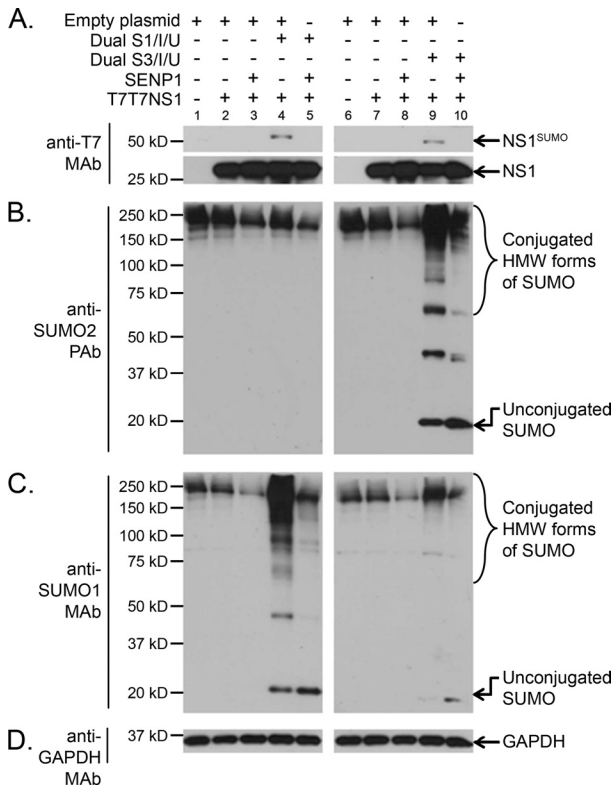 A.
Empty plasmid + + + + - + + + + -
Dual S1/I/U - - - + + - - - - -
Dual S3/I/U - - - - - - - - + +
SENP1 - - + - + - - + - +
T7T7NS1 - + + + + - + + + +
1 2 3 4 5 6 7 8 9 10
anti-T7
MAb
50 kD
25 kD
NS1SUMO
NS1
B.
anti-
SUMO2
PAb
250 kD
150 kD
100 kD
75 kD
50 kD
37 kD
20 kD
Conjugated
HMW forms
of SUMO
Unconjugated
SUMO
C.
anti-
SUMO1
MAb
250 kD
150 kD
100 kD
75 kD
50 kD
37 kD
20 kD
Conjugated
HMW forms
of SUMO
Unconjugated
SUMO
D.
anti-
GAPDH
MAb
37 kD
GAPDH